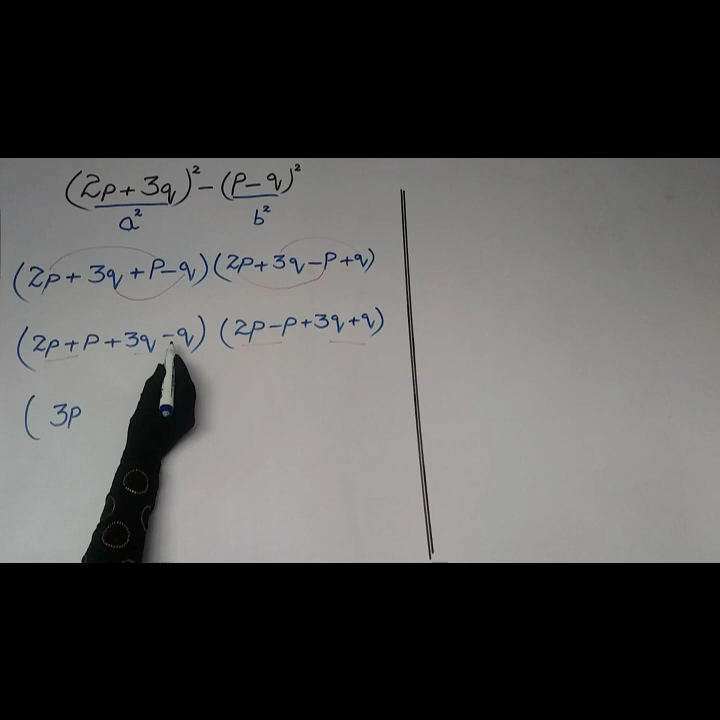 (2p+3q)²-(p-q)²
a² b²
(2p+3q+p-q)(2p+3q-p+q)
(2p+p+3q-q) (2p-p+3q+q)
( 3p